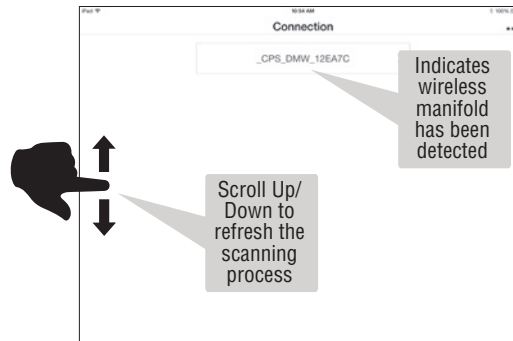 iPad
10:54 AM
100%
Connection
_CPS_DMW_12EA7C
Indicates
wireless
manifold
has been
detected
Scroll Up/
Down to
refresh the
scanning
process